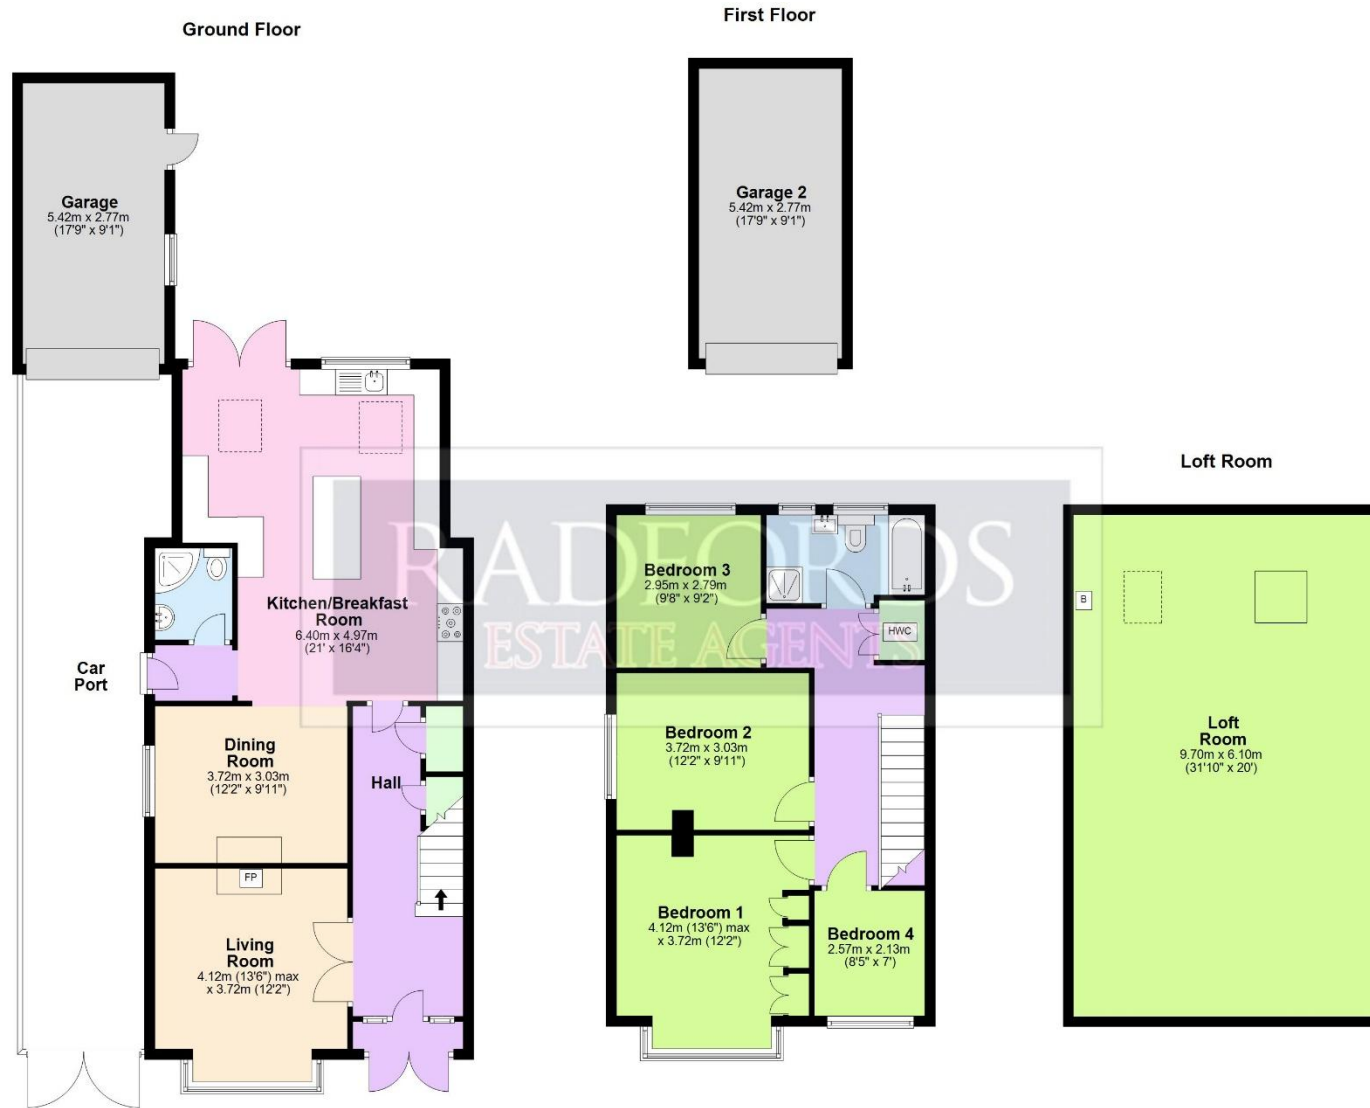 Ground Floor
First Floor
Loft Room
Garage
5.42m x 2.77m
(17'9" x 9'1")
Garage 2
5.42m x 2.77m
(17'9" x 9'1")
Kitchen/Breakfast
Room
6.40m x 4.97m
(21' x 16'4")
Car
Port
Dining
Room
3.72m x 3.03m
(12'2" x 9'11")
Hall
FP
Living
Room
4.12m (13'6") max
x 3.72m (12'2")
Bedroom 3
2.95m x 2.79m
(9'8" x 9'2")
HWC
Bedroom 2
3.72m x 3.03m
(12'2" x 9'11")
Bedroom 1
4.12m (13'6") max
x 3.72m (12'2")
Bedroom 4
2.57m x 2.13m
(8'5" x 7')
B
Loft
Room
9.70m x 6.10m
(31'10" x 20')
RADFORDS
ESTATE AGENTS